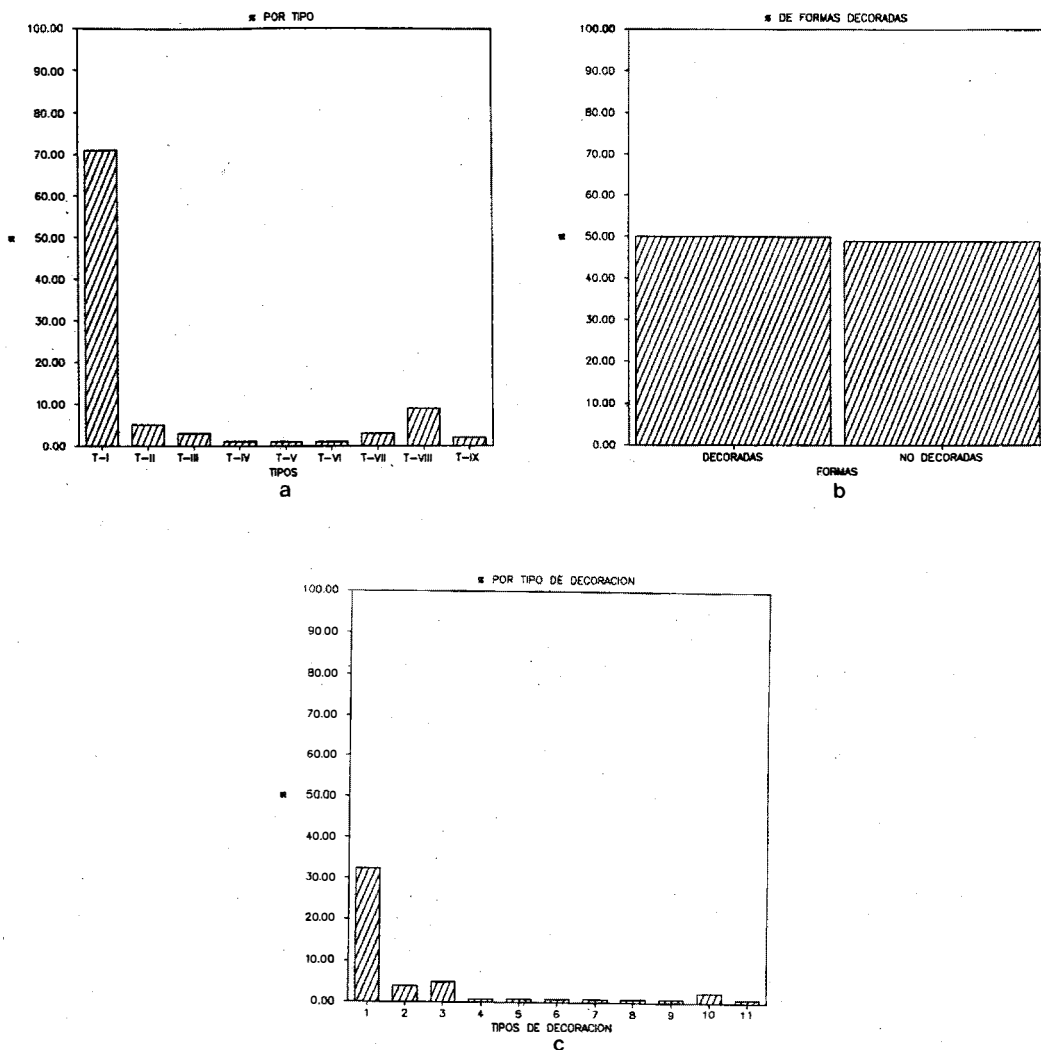 % POR TIPO
100.00
90.00
80.00
70.00
60.00
%
50.00
40.00
30.00
20.00
10.00
0.00
T-I T-II T-III T-IV T-V T-VI T-VII T-VIII T-IX
TIPOS
a
% DE FORMAS DECORADAS
100.00
90.00
80.00
70.00
60.00
%
50.00
40.00
30.00
20.00
10.00
0.00
DECORADAS NO DECORADAS
FORMAS
b
% POR TIPO DE DECORACION
100.00
90.00
80.00
70.00
60.00
% 50.00
40.00
30.00
20.00
10.00
0.00
1 2 3 4 5 6 7 8 9 10 11
TIPOS DE DECORACION
c